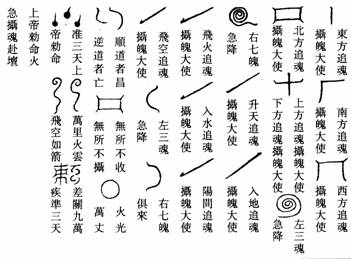 東方追魂
攝魄大使
南方追魂
攝魄大使
西方追魂
攝魄大使
北方追魂
攝魄大使
上方追魂攝魄大使
下方追魂攝魄大使
左三魂
急降
右七魄
急降
升天追魂
攝魄大使
入地追魂
攝魄大使
飛火追魂
攝魄大使
入水追魂
攝魄大使
陽間追魂
攝魄大使
飛空追魂
攝魄大使
左三魂
急降
右七魄
俱來
順道者昌
逆道者亡
無所不收
無所不攝
火光
萬丈
准三天上
帝勅命
萬里火雲
飛空如箭
差關九萬
疾準三天
上帝勅命火
急攝魂赴壇